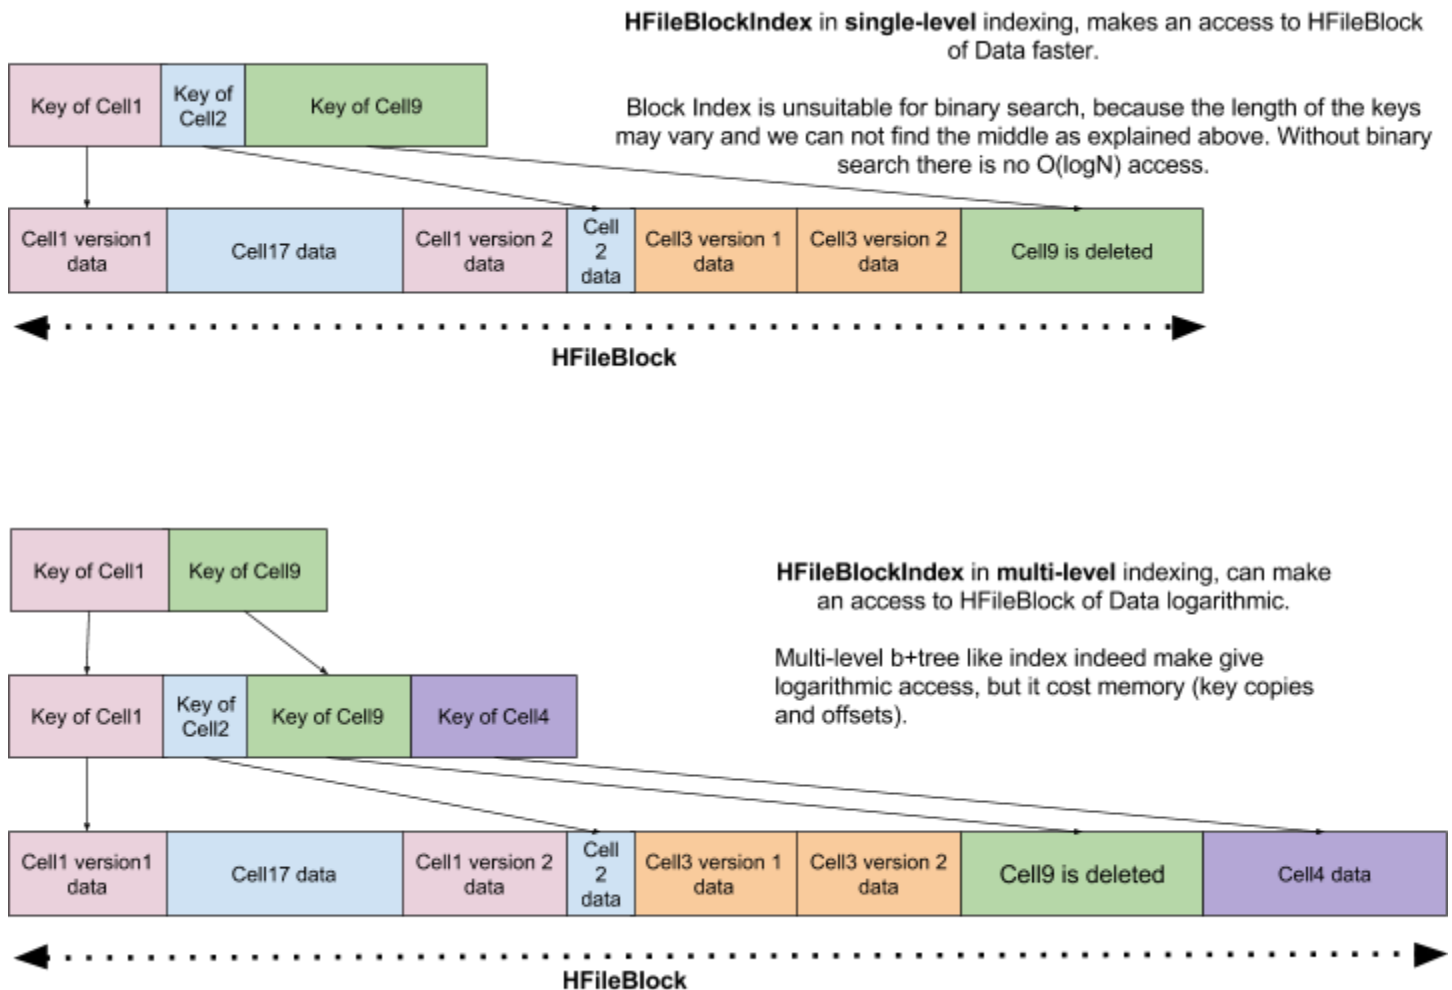 HFileBlockIndex in single-level indexing, makes an access to HFileBlock
of Data faster.
Block Index is unsuitable for binary search, because the length of the keys
may vary and we can not find the middle as explained above. Without binary
search there is no O(logN) access.
Key of Cell1
Key of
Cell2
Key of Cell9
Cell1 version1
data
Cell17 data
Cell1 version 2
data
Cell
2
data
Cell3 version 1
data
Cell3 version 2
data
Cell9 is deleted
HFileBlock
Key of Cell1
Key of Cell9
HFileBlockIndex in multi-level indexing, can make
an access to HFileBlock of Data logarithmic.
Multi-level b+tree like index indeed make give
logarithmic access, but it cost memory (key copies
and offsets).
Key of Cell1
Key of
Cell2
Key of Cell9
Key of Cell4
Cell1 version1
data
Cell17 data
Cell1 version 2
data
Cell
2
data
Cell3 version 1
data
Cell3 version 2
data
Cell9 is deleted
Cell4 data
HFileBlock